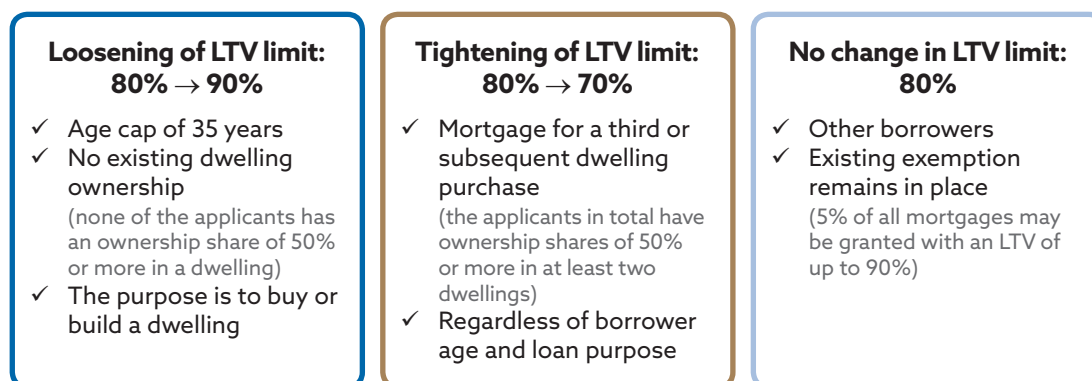 Loosening of LTV limit:
80% → 90%
✓ Age cap of 35 years
✓ No existing dwelling
ownership
(none of the applicants has
an ownership share of 50%
or more in a dwelling)
✓ The purpose is to buy or
build a dwelling
Tightening of LTV limit:
80% → 70%
✓ Mortgage for a third or
subsequent dwelling
purchase
(the applicants in total have
ownership shares of 50%
or more in at least two
dwellings)
✓ Regardless of borrower
age and loan purpose
No change in LTV limit:
80%
✓ Other borrowers
✓ Existing exemption
remains in place
(5% of all mortgages may
be granted with an LTV of
up to 90%)